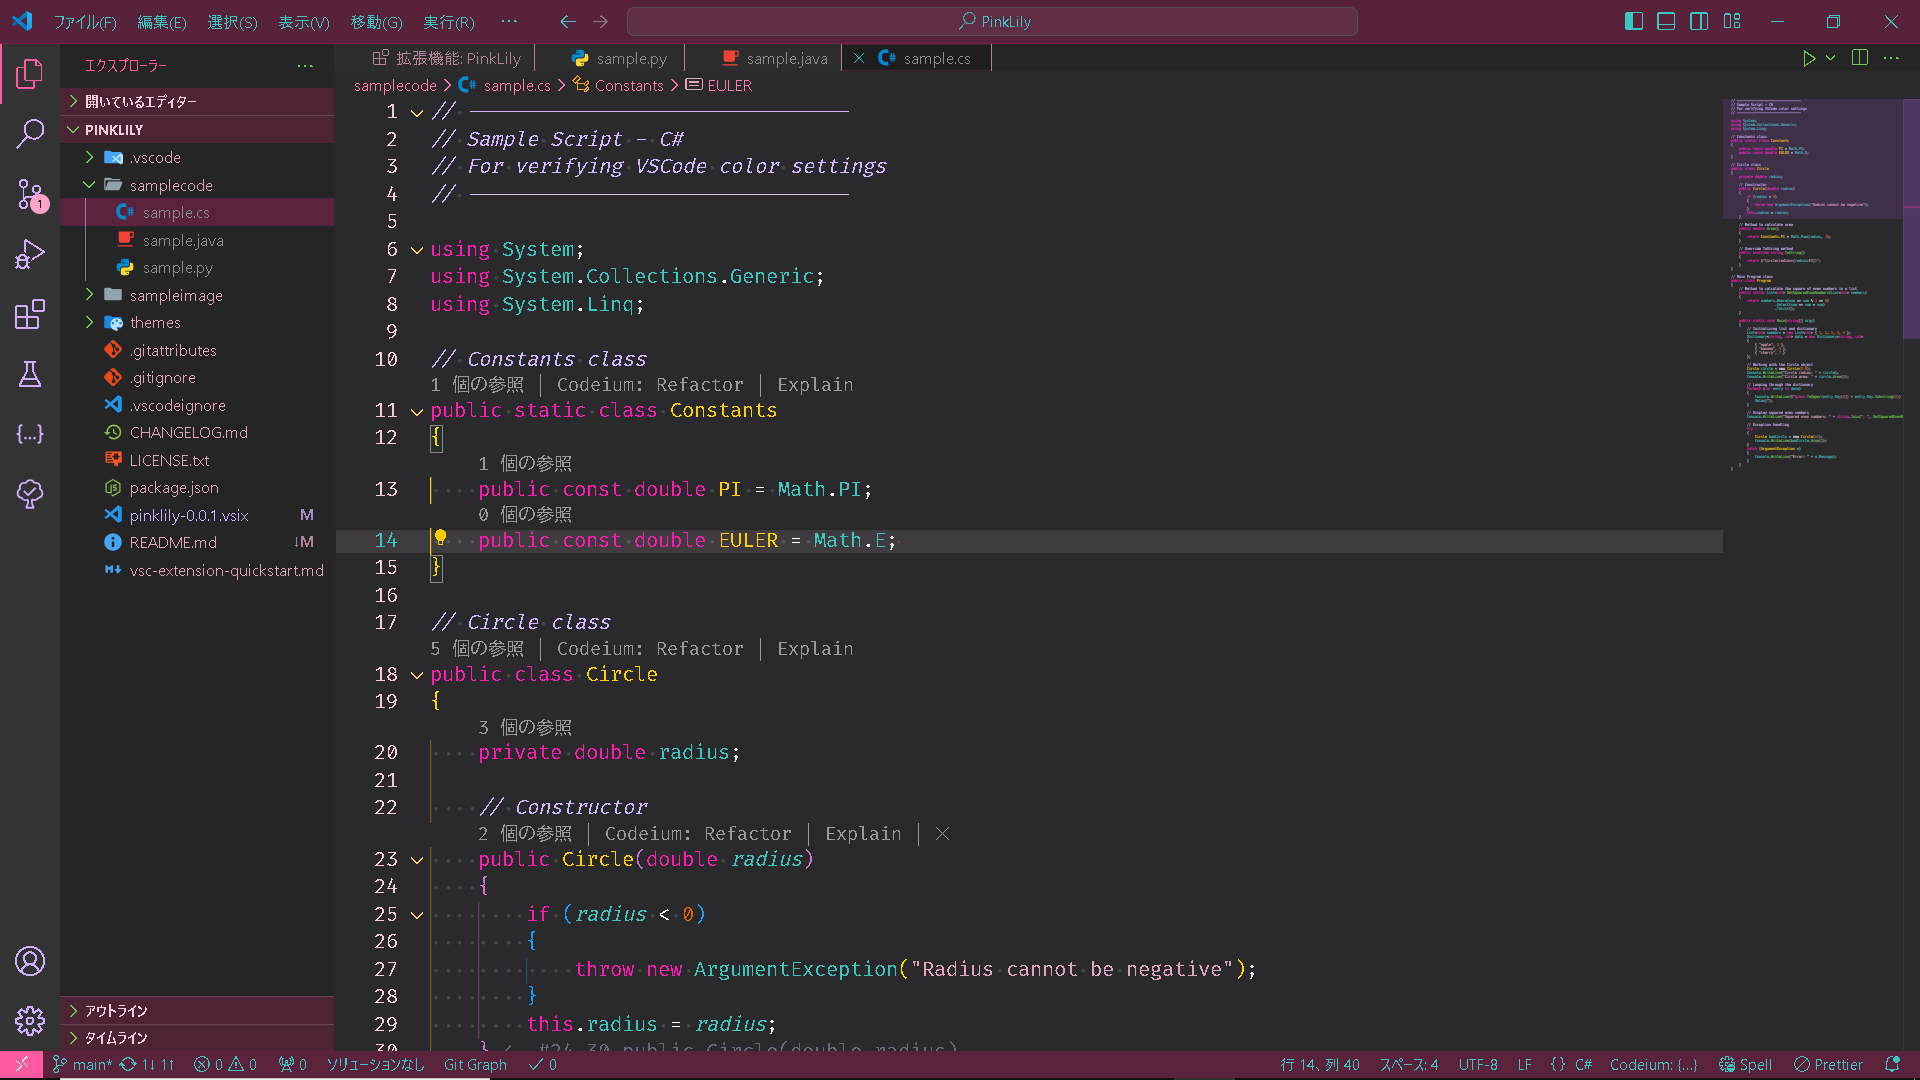 ファイル(F) 編集(E) 選択(S) 表示(V) 移動(G) 実行(R) ··· PinkLily
エクスプローラー ···
開いているエディター
PINKLILY
.vscode
samplecode
sample.cs
sample.java
sample.py
sampleimage
themes
.gitattributes
.gitignore
.vscodeignore
CHANGELOG.md
LICENSE.txt
package.json
pinklily-0.0.1.vsix M
README.md ↓M
vsc-extension-quickstart.md
アウトライン
タイムライン
拡張機能: PinkLily sample.py sample.java sample.cs
samplecode > sample.cs > Constants > EULER
1 // ────────────────
2 // Sample Script - C#
3 // For verifying VSCode color settings
4 // ────────────────
5
6 using System;
7 using System.Collections.Generic;
8 using System.Linq;
9
10 // Constants class
1 個の参照 | Codeium: Refactor | Explain
11 public static class Constants
12 {
1 個の参照
13 public const double PI = Math.PI;
0 個の参照
14 public const double EULER = Math.E;
15 }
16
17 // Circle class
5 個の参照 | Codeium: Refactor | Explain
18 public class Circle
19 {
3 個の参照
20 private double radius;
21
22 // Constructor
2 個の参照 | Codeium: Refactor | Explain | ×
23 public Circle(double radius)
24 {
25 if (radius < 0)
26 {
27 throw new ArgumentException("Radius cannot be negative");
28 }
29 this.radius = radius;
30 } #24-30 public Circle(double radius)
main* 1↓ 1↑ 0 0 0 ソリューションなし Git Graph 0 行 14、列 40 スペース: 4 UTF-8 LF {} C# Codeium: {...} Spell Prettier